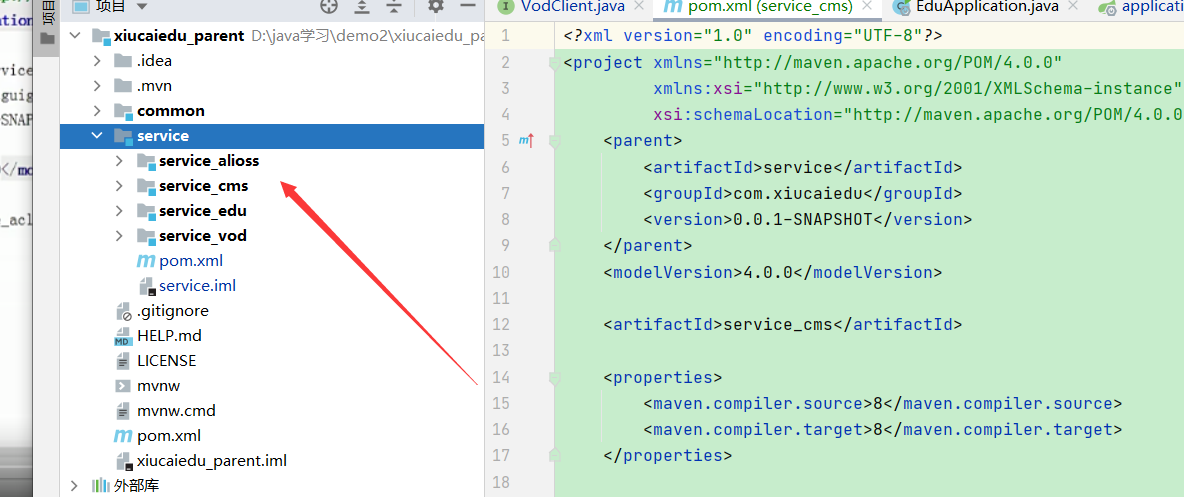 项目
VodClient.java
pom.xml (service_cms)
EduApplication.java
applicati
ation
xiucaiedu_parent D:\java学习\demo2\xiucaiedu_pa
.idea
.mvn
common
service
service_alioss
service_cms
service_edu
service_vod
pom.xml
service.iml
.gitignore
HELP.md
LICENSE
mvnw
mvnw.cmd
pom.xml
xiucaiedu_parent.iml
外部库
rvice
guig
-SNAP
></mo
e_acl
1 <?xml version="1.0" encoding="UTF-8"?>
2 <project xmlns="http://maven.apache.org/POM/4.0.0"
3 xmlns:xsi="http://www.w3.org/2001/XMLSchema-instance"
4 xsi:schemaLocation="http://maven.apache.org/POM/4.0.0
5 <parent>
6 <artifactId>service</artifactId>
7 <groupId>com.xiucaiedu</groupId>
8 <version>0.0.1-SNAPSHOT</version>
9 </parent>
10 <modelVersion>4.0.0</modelVersion>
11
12 <artifactId>service_cms</artifactId>
13
14 <properties>
15 <maven.compiler.source>8</maven.compiler.source>
16 <maven.compiler.target>8</maven.compiler.target>
17 </properties>
18